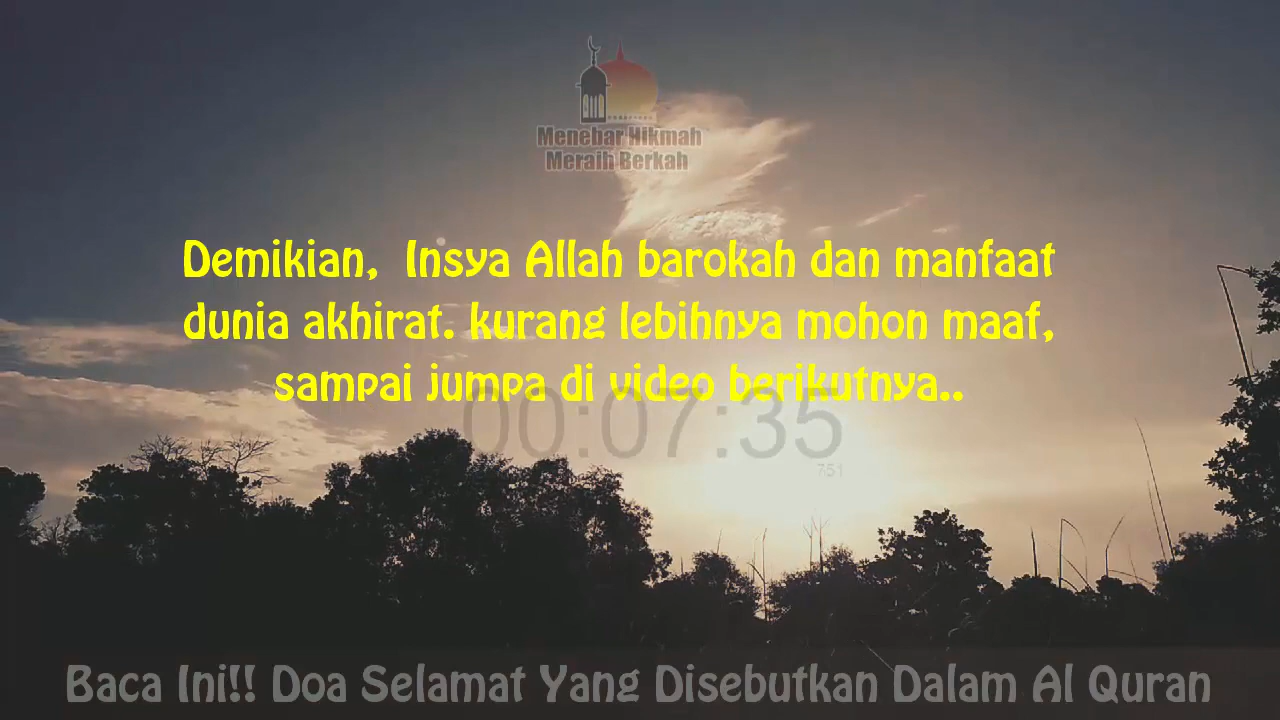 Menebar Hikmah
Meraih Berkah
Demikian, Insya Allah barokah dan manfaat
dunia akhirat. kurang lebihnya mohon maaf,
sampai jumpa di video berikutnya..
00:07:35
751
Baca Ini!! Doa Selamat Yang Disebutkan Dalam Al Quran